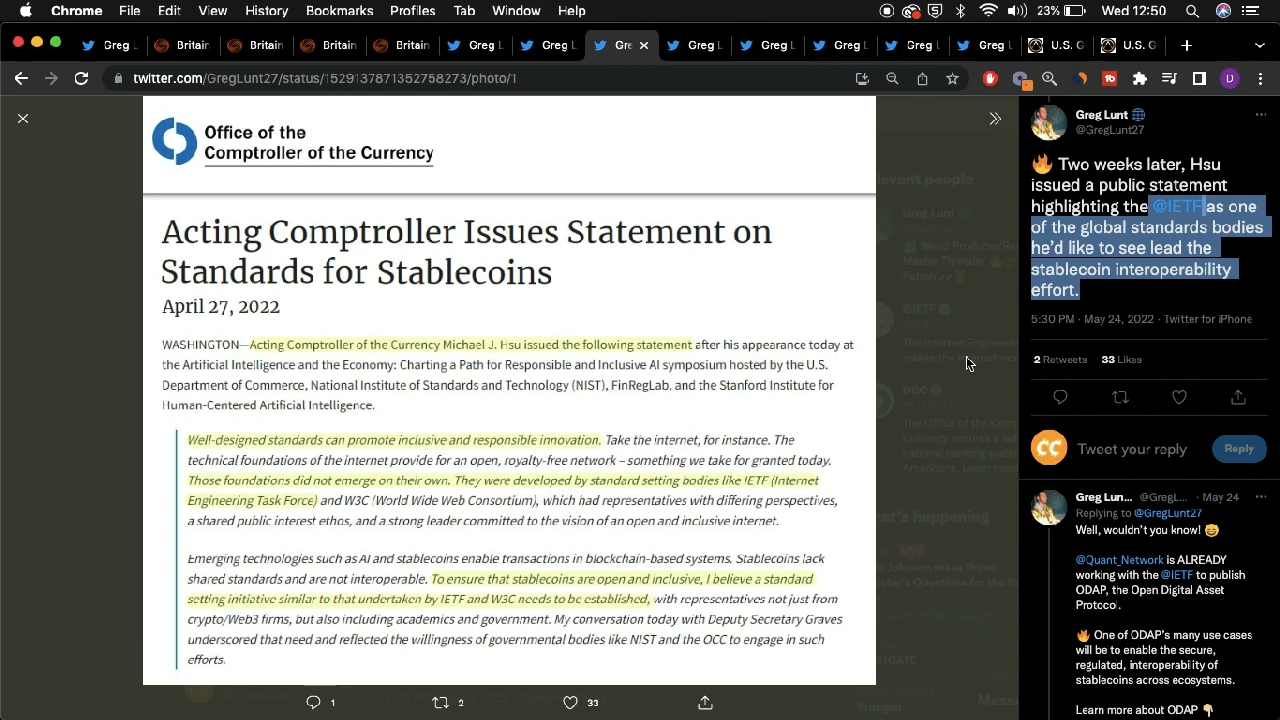 Chrome File Edit View History Bookmarks Profiles Tab Window Help 23% Wed 12:50
Greg L Britain Britain Britain Britain Greg L Greg L Gre Greg L Greg L Greg L Greg L Greg L U.S. G U.S. G
twitter.com/GregLunt27/status/1529137871352758273/photo/1
Office of the
Comptroller of the Currency
Acting Comptroller Issues Statement on
Standards for Stablecoins
April 27, 2022
WASHINGTON—Acting Comptroller of the Currency Michael J. Hsu issued the following statement after his appearance today at
the Artificial Intelligence and the Economy: Charting a Path for Responsible and Inclusive AI symposium hosted by the U.S.
Department of Commerce, National Institute of Standards and Technology (NIST), FinRegLab, and the Stanford Institute for
Human-Centered Artificial Intelligence.
Well-designed standards can promote inclusive and responsible innovation. Take the internet, for instance. The
technical foundations of the internet provide for an open, royalty-free network – something we take for granted today.
Those foundations did not emerge on their own. They were developed by standard setting bodies like IETF (Internet
Engineering Task Force) and W3C (World Wide Web Consortium), which had representatives with differing perspectives,
a shared public interest ethos, and a strong leader committed to the vision of an open and inclusive internet.
Emerging technologies such as AI and stablecoins enable transactions in blockchain-based systems. Stablecoins lack
shared standards and are not interoperable. To ensure that stablecoins are open and inclusive, I believe a standard
setting initiative similar to that undertaken by IETF and W3C needs to be established, with representatives not just from
crypto/Web3 firms, but also including academics and government. My conversation today with Deputy Secretary Graves
underscored that need and reflected the willingness of governmental bodies like NIST and the OCC to engage in such
efforts.
1 2 33
Greg Lunt
@GregLunt27
🔥 Two weeks later, Hsu
issued a public statement
highlighting the @IETF as one
of the global standards bodies
he'd like to see lead the
stablecoin interoperability
effort.
5:30 PM · May 24, 2022 · Twitter for iPhone
2 Retweets 33 Likes
CC Tweet your reply Reply
Greg Lun... @GregL... · May 24
Replying to @GregLunt27
Well, wouldn't you know! 😄
@Quant_Network is ALREADY
working with the @IETF to publish
ODAP, the Open Digital Asset
Protocol.
🔥 One of ODAP's many use cases
will be to enable the secure,
regulated, interoperability of
stablecoins across ecosystems.
Learn more about ODAP 👇